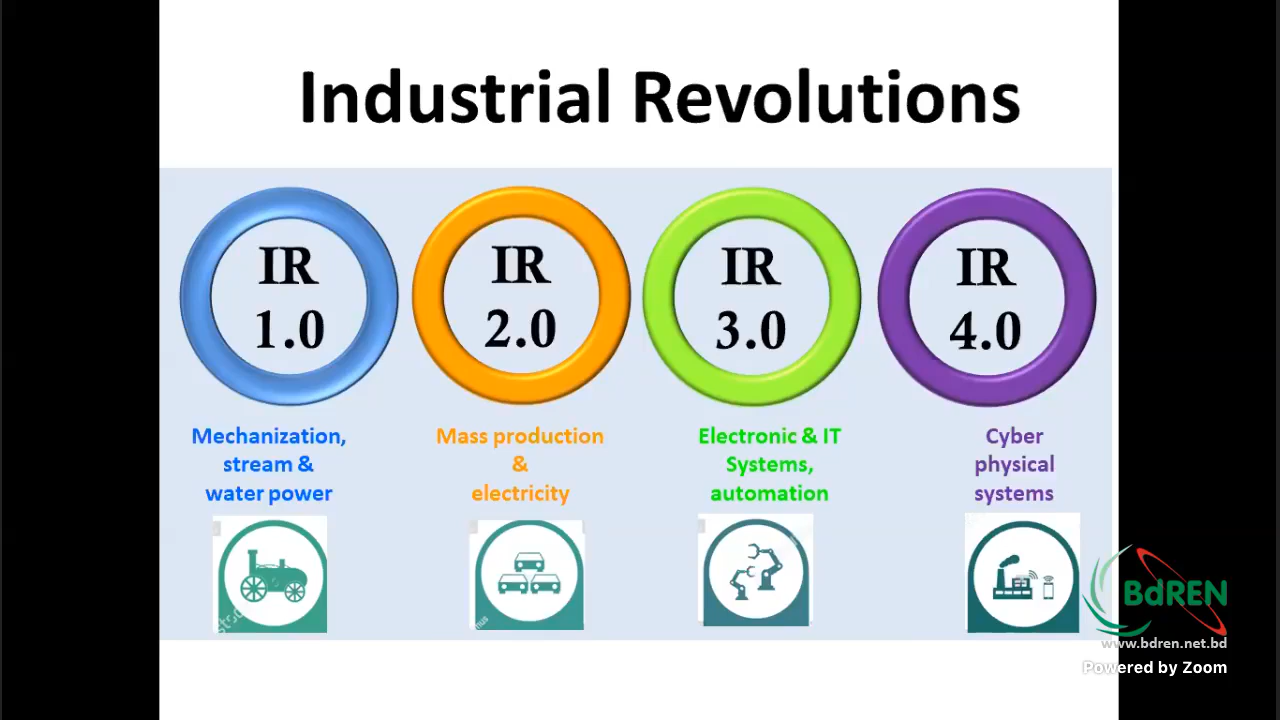 Industrial Revolutions
IR
1.0
IR
2.0
IR
3.0
IR
4.0
Mechanization,
stream &
water power
Mass production
&
electricity
Electronic & IT
Systems,
automation
Cyber
physical
systems
BdREN
www.bdren.net.bd
Powered by Zoom